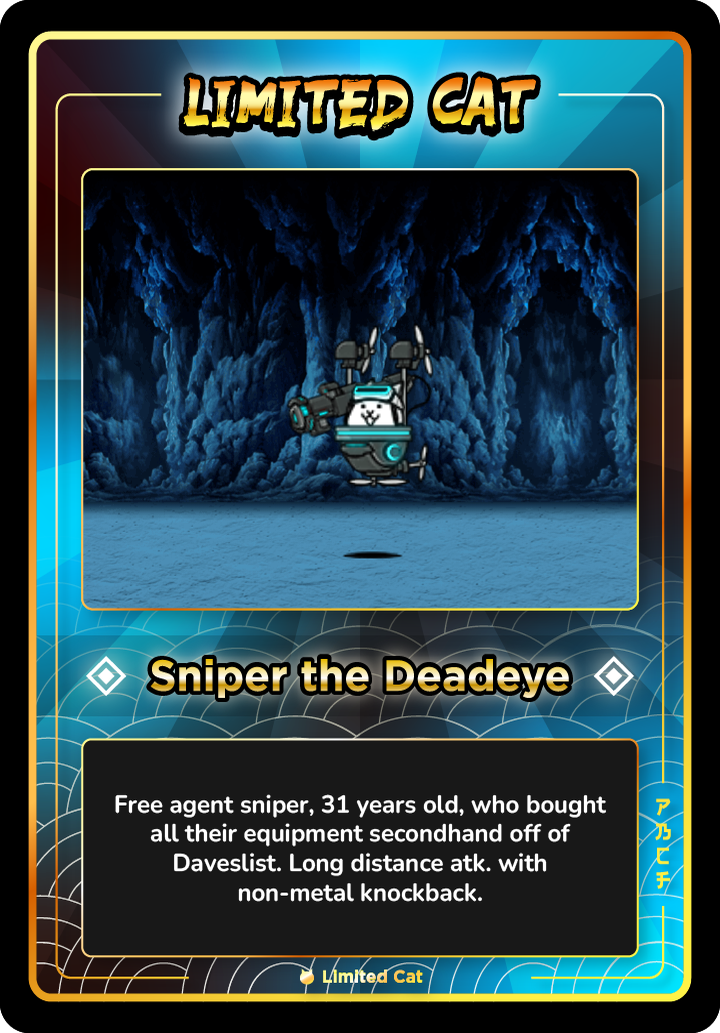 LIMITED CAT
Sniper the Deadeye
Free agent sniper, 31 years old, who bought
all their equipment secondhand off of
Daveslist. Long distance atk. with
non-metal knockback.
Limited Cat